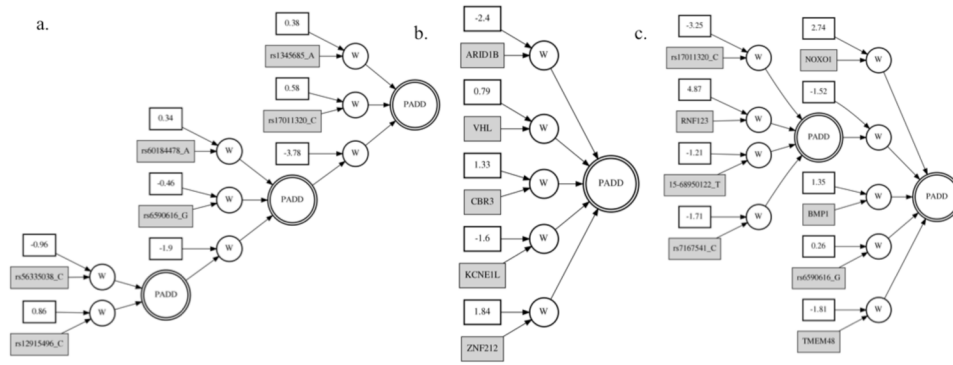 a.
0.38
rs1345685_A
W
0.58
rs17011320_C
W
PADD
0.34
rs60184478_A
W
-3.78
W
-0.46
rs6590616_G
W
PADD
-1.9
W
-0.96
rs56335038_C
W
PADD
0.86
rs12915496_C
W
b.
-2.4
ARID1B
W
0.79
VHL
W
1.33
CBR3
W
PADD
-1.6
KCNE1L
W
1.84
ZNF212
W
c.
-3.25
rs17011320_C
W
4.87
RNF123
W
-1.21
15-68950122_T
W
-1.71
rs7167541_C
W
PADD
2.74
NOXO1
W
-1.52
W
1.35
BMP1
W
PADD
0.26
rs6590616_G
W
-1.81
TMEM48
W